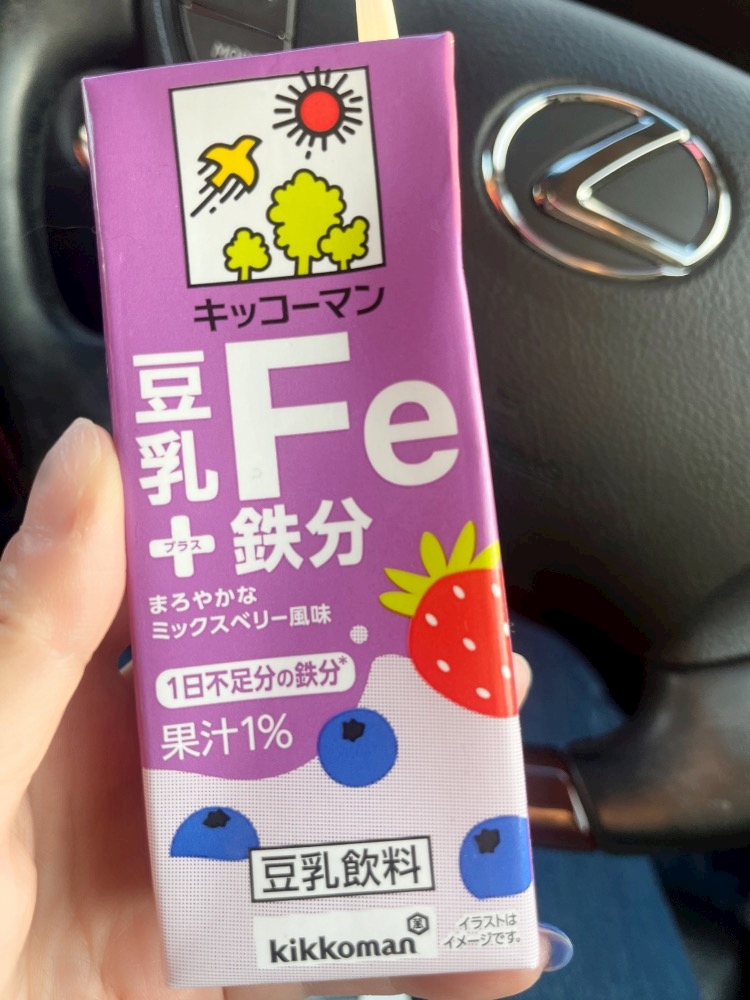 キッコーマン
豆乳 Fe
+ プラス 鉄分
まろやかな
ミックスベリー風味
1日不足分の鉄分*
果汁1%
豆乳飲料
kikkoman
イラストは
イメージです。